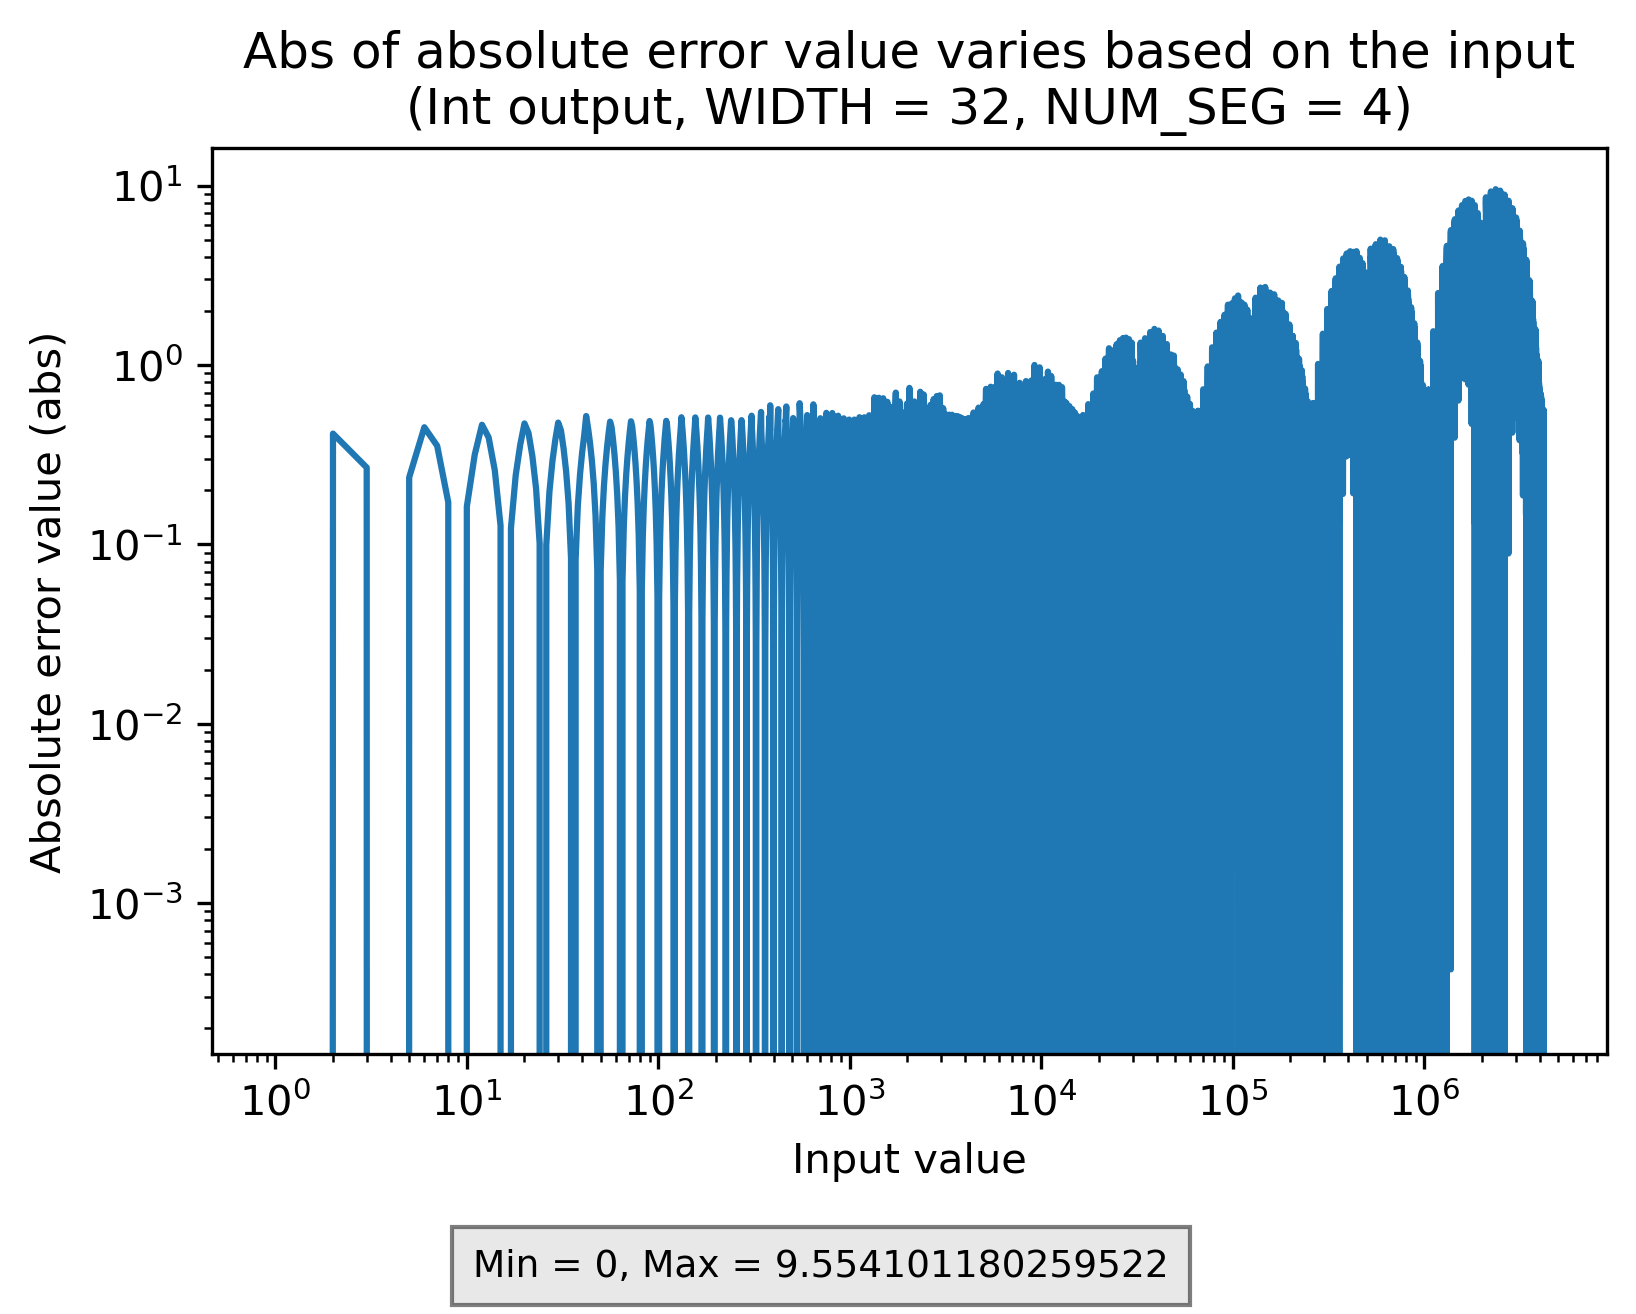 Abs of absolute error value varies based on the input
(Int output, WIDTH = 32, NUM_SEG = 4)
Absolute error value (abs)
10¹
10⁰
10⁻¹
10⁻²
10⁻³
10⁰ 10¹ 10² 10³ 10⁴ 10⁵ 10⁶
Input value
Min = 0, Max = 9.554101180259522